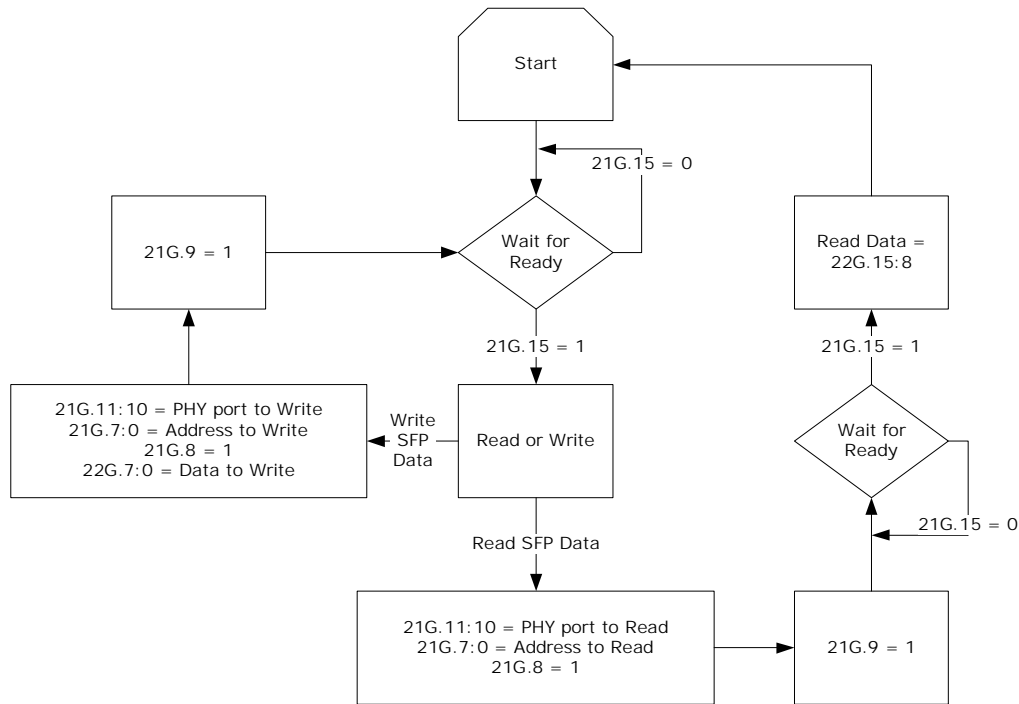 Start
21G.15 = 0
21G.9 = 1
Wait for
Ready
Read Data =
22G.15:8
21G.15 = 1
21G.15 = 1
21G.11:10 = PHY port to Write
21G.7:0 = Address to Write
21G.8 = 1
22G.7:0 = Data to Write
Write
SFP
Data
Read or Write
Wait for
Ready
21G.15 = 0
Read SFP Data
21G.11:10 = PHY port to Read
21G.7:0 = Address to Read
21G.8 = 1
21G.9 = 1